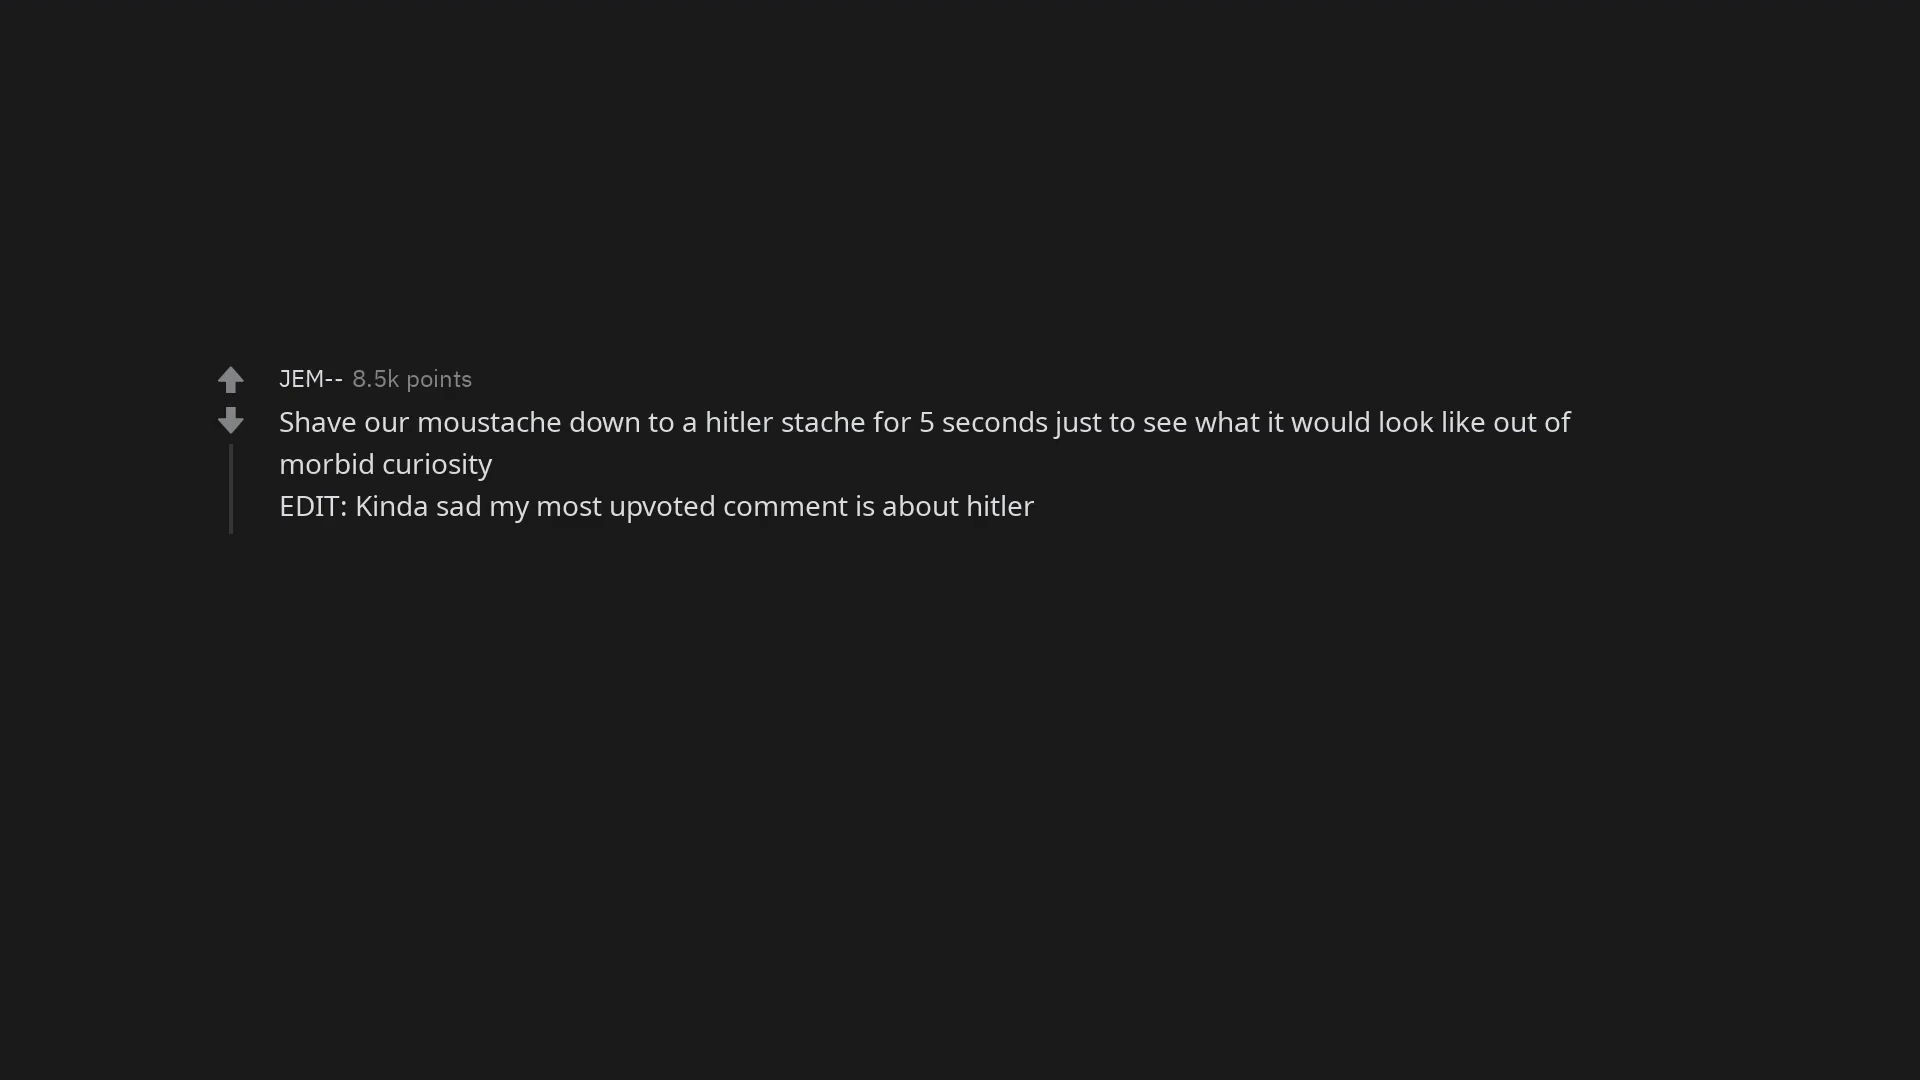 JEM-- 8.5k points
Shave our moustache down to a hitler stache for 5 seconds just to see what it would look like out of
morbid curiosity
EDIT: Kinda sad my most upvoted comment is about hitler